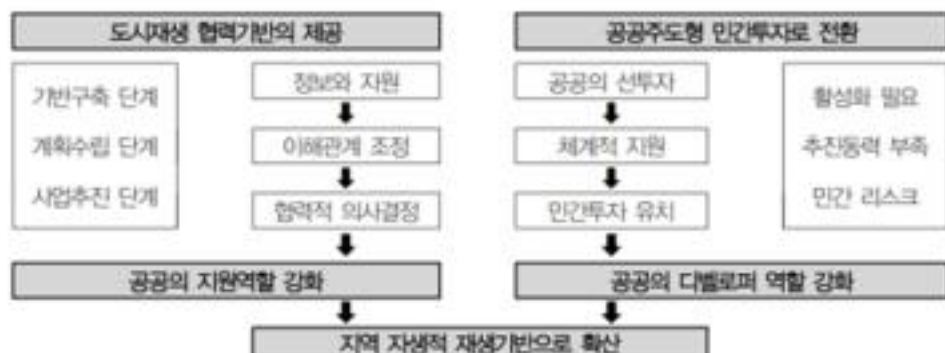 도시재생 협력기반의 제공
공공주도형 민간투자로 전환
기반구축 단계
계획수립 단계
사업추진 단계
정보와 자원
이해관계 조정
협력적 의사결정
공공의 선투자
체계적 지원
민간투자 유치
활성화 필요
추진동력 부족
민간 리스크
공공의 지원역할 강화
공공의 디벨로퍼 역할 강화
지역 자생적 재생기반으로 확산